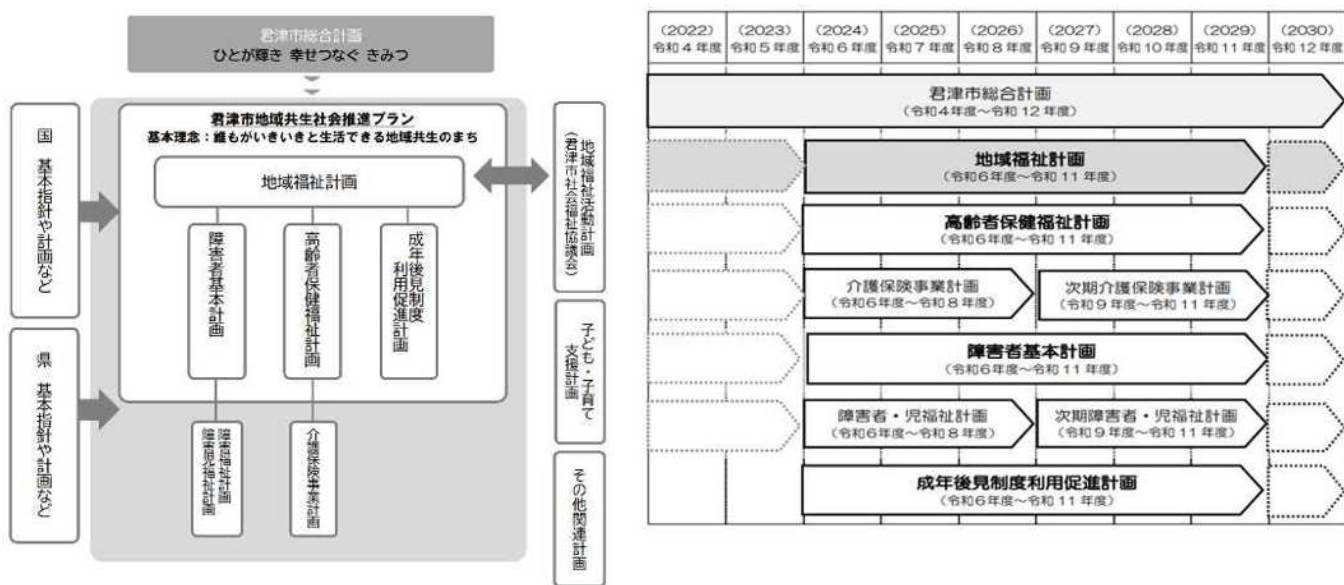 君津市総合計画
ひとが輝き 幸せつなぐ きみつ
国 基本指針や計画など
県 基本指針や計画など
君津市地域共生社会推進プラン
基本理念：誰もがいきいきと生活できる地域共生のまち
地域福祉計画
障害者基本計画
高齢者保健福祉計画
成年後見制度
利用促進計画
障害福祉計画
障害児福祉計画
介護保険事業計画
地域福祉活動計画
（君津市社会福祉協議会）
子ども・子育て
支援計画
その他関連計画
(2022) (2023) (2024) (2025) (2026) (2027) (2028) (2029) (2030)
令和4年度 令和5年度 令和6年度 令和7年度 令和8年度 令和9年度 令和10年度 令和11年度 令和12年度
君津市総合計画
（令和4年度～令和12年度）
地域福祉計画
（令和6年度～令和11年度）
高齢者保健福祉計画
（令和6年度～令和11年度）
介護保険事業計画
（令和6年度～令和8年度）
次期介護保険事業計画
（令和9年度～令和11年度）
障害者基本計画
（令和6年度～令和11年度）
障害者・児福祉計画
（令和6年度～令和8年度）
次期障害者・児福祉計画
（令和9年度～令和11年度）
成年後見制度利用促進計画
（令和6年度～令和11年度）